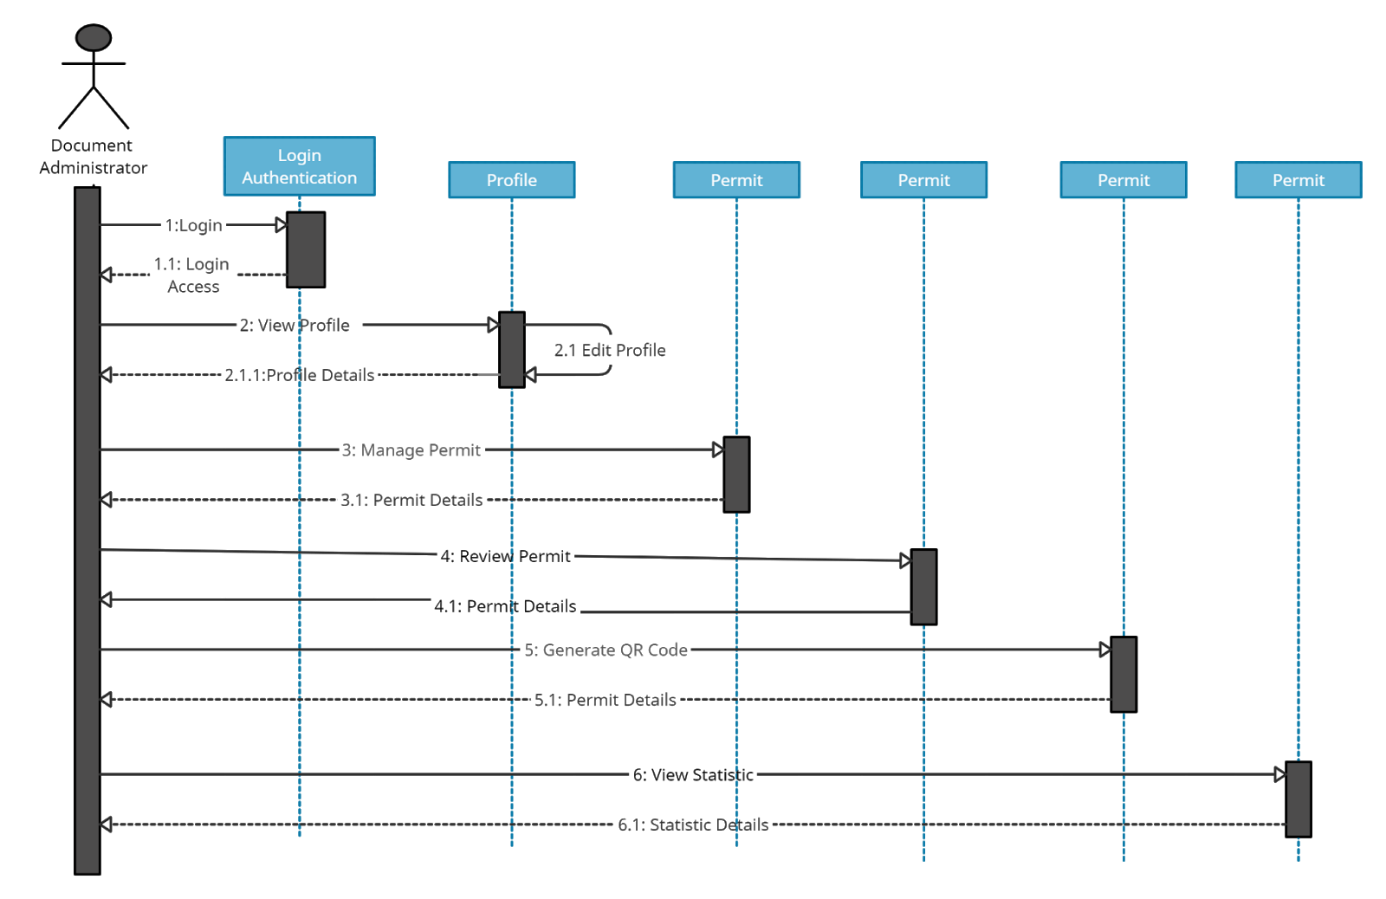 Document
Administrator
Login
Authentication
Profile
Permit
Permit
Permit
Permit
1:Login
1.1: Login
Access
2: View Profile
2.1 Edit Profile
2.1.1:Profile Details
3: Manage Permit
3.1: Permit Details
4: Review Permit
4.1: Permit Details
5: Generate QR Code
5.1: Permit Details
6: View Statistic
6.1: Statistic Details